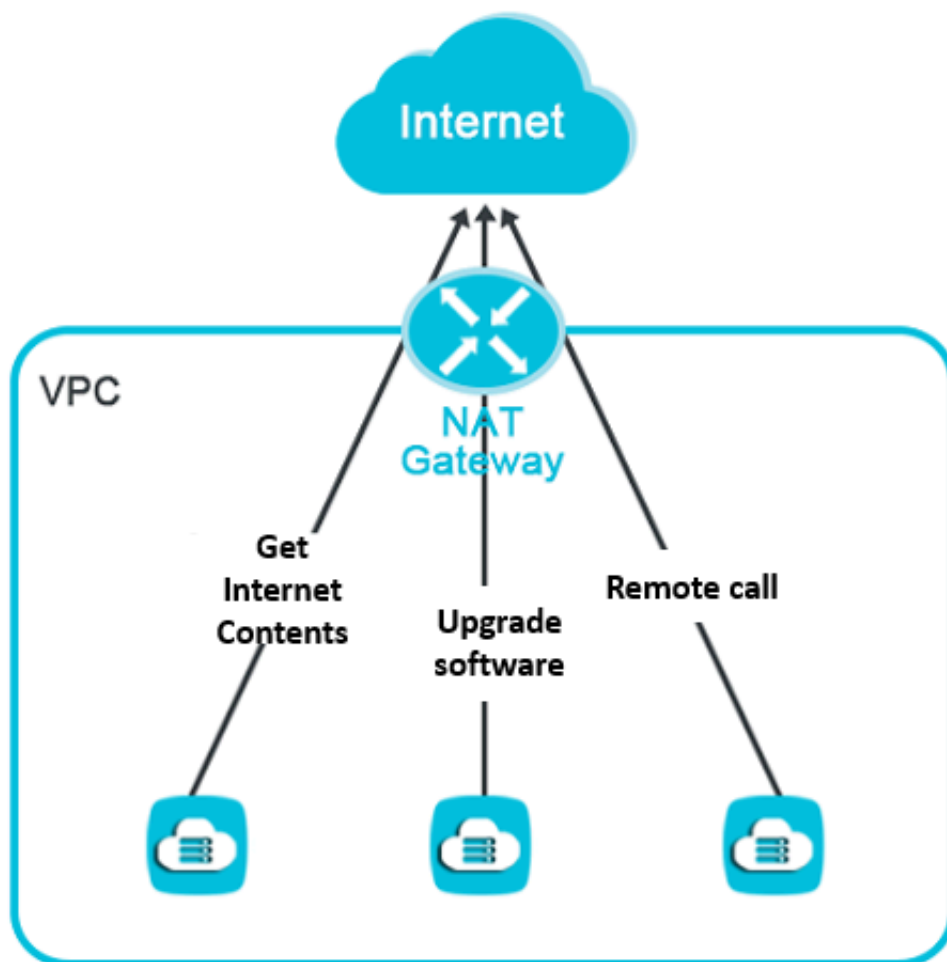 Internet
VPC
NAT
Gateway
Get
Internet
Contents
Upgrade
software
Remote call